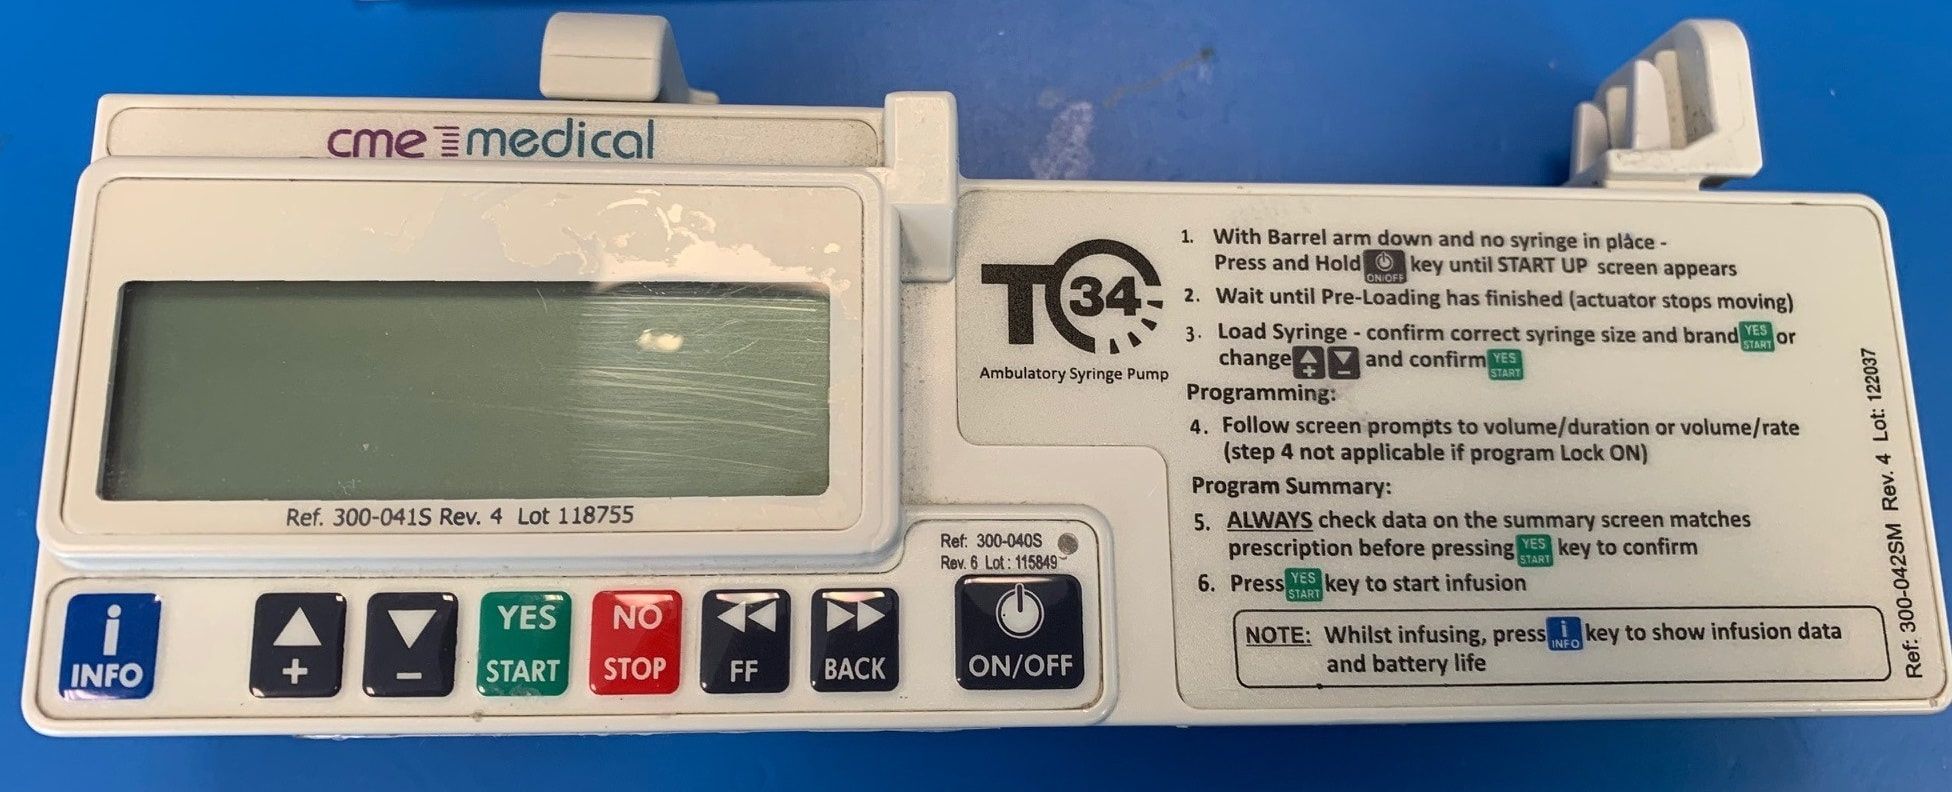 cme medical
Ref. 300-041S Rev. 4 Lot 118755
Ref: 300-040S
Rev. 6 Lot: 115849
i
INFO
+
–
YES
START
NO
STOP
FF
BACK
ON/OFF
T34
Ambulatory Syringe Pump
1. With Barrel arm down and no syringe in place -
Press and Hold ON/OFF key until START UP screen appears
2. Wait until Pre-Loading has finished (actuator stops moving)
3. Load Syringe - confirm correct syringe size and brand YES START or
change + – and confirm YES START
Programming:
4. Follow screen prompts to volume/duration or volume/rate
(step 4 not applicable if program Lock ON)
Program Summary:
5. ALWAYS check data on the summary screen matches
prescription before pressing YES START key to confirm
6. Press YES START key to start infusion
NOTE: Whilst infusing, press i INFO key to show infusion data
and battery life
Ref: 300-042SM Rev. 4 Lot: 122037